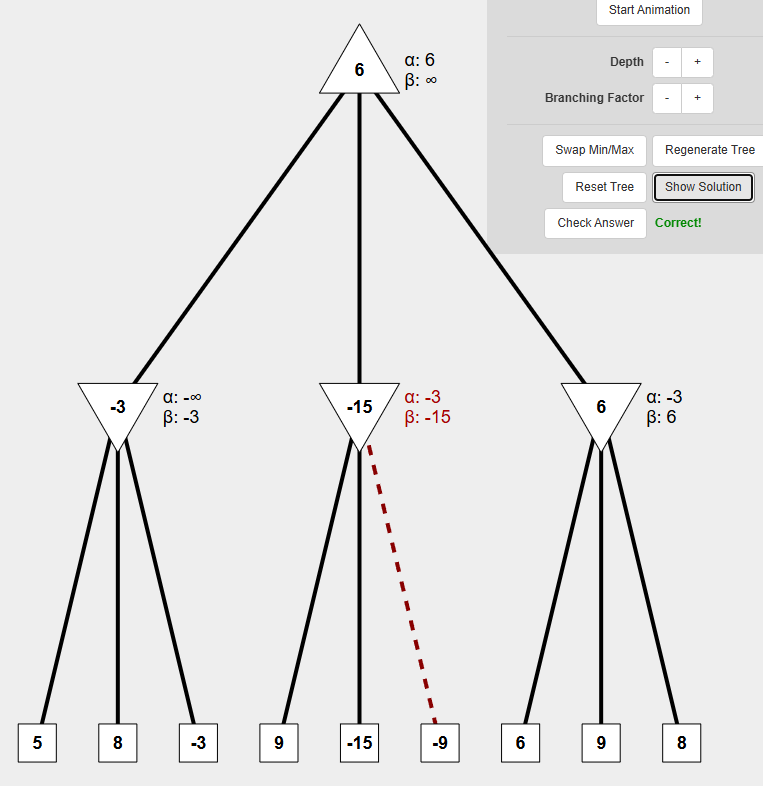 Start Animation
6
α: 6
β: ∞
Depth - +
Branching Factor - +
Swap Min/Max Regenerate Tree
Reset Tree Show Solution
Check Answer Correct!
-3
α: -∞
β: -3
-15
α: -3
β: -15
6
α: -3
β: 6
5 8 -3 9 -15 -9 6 9 8